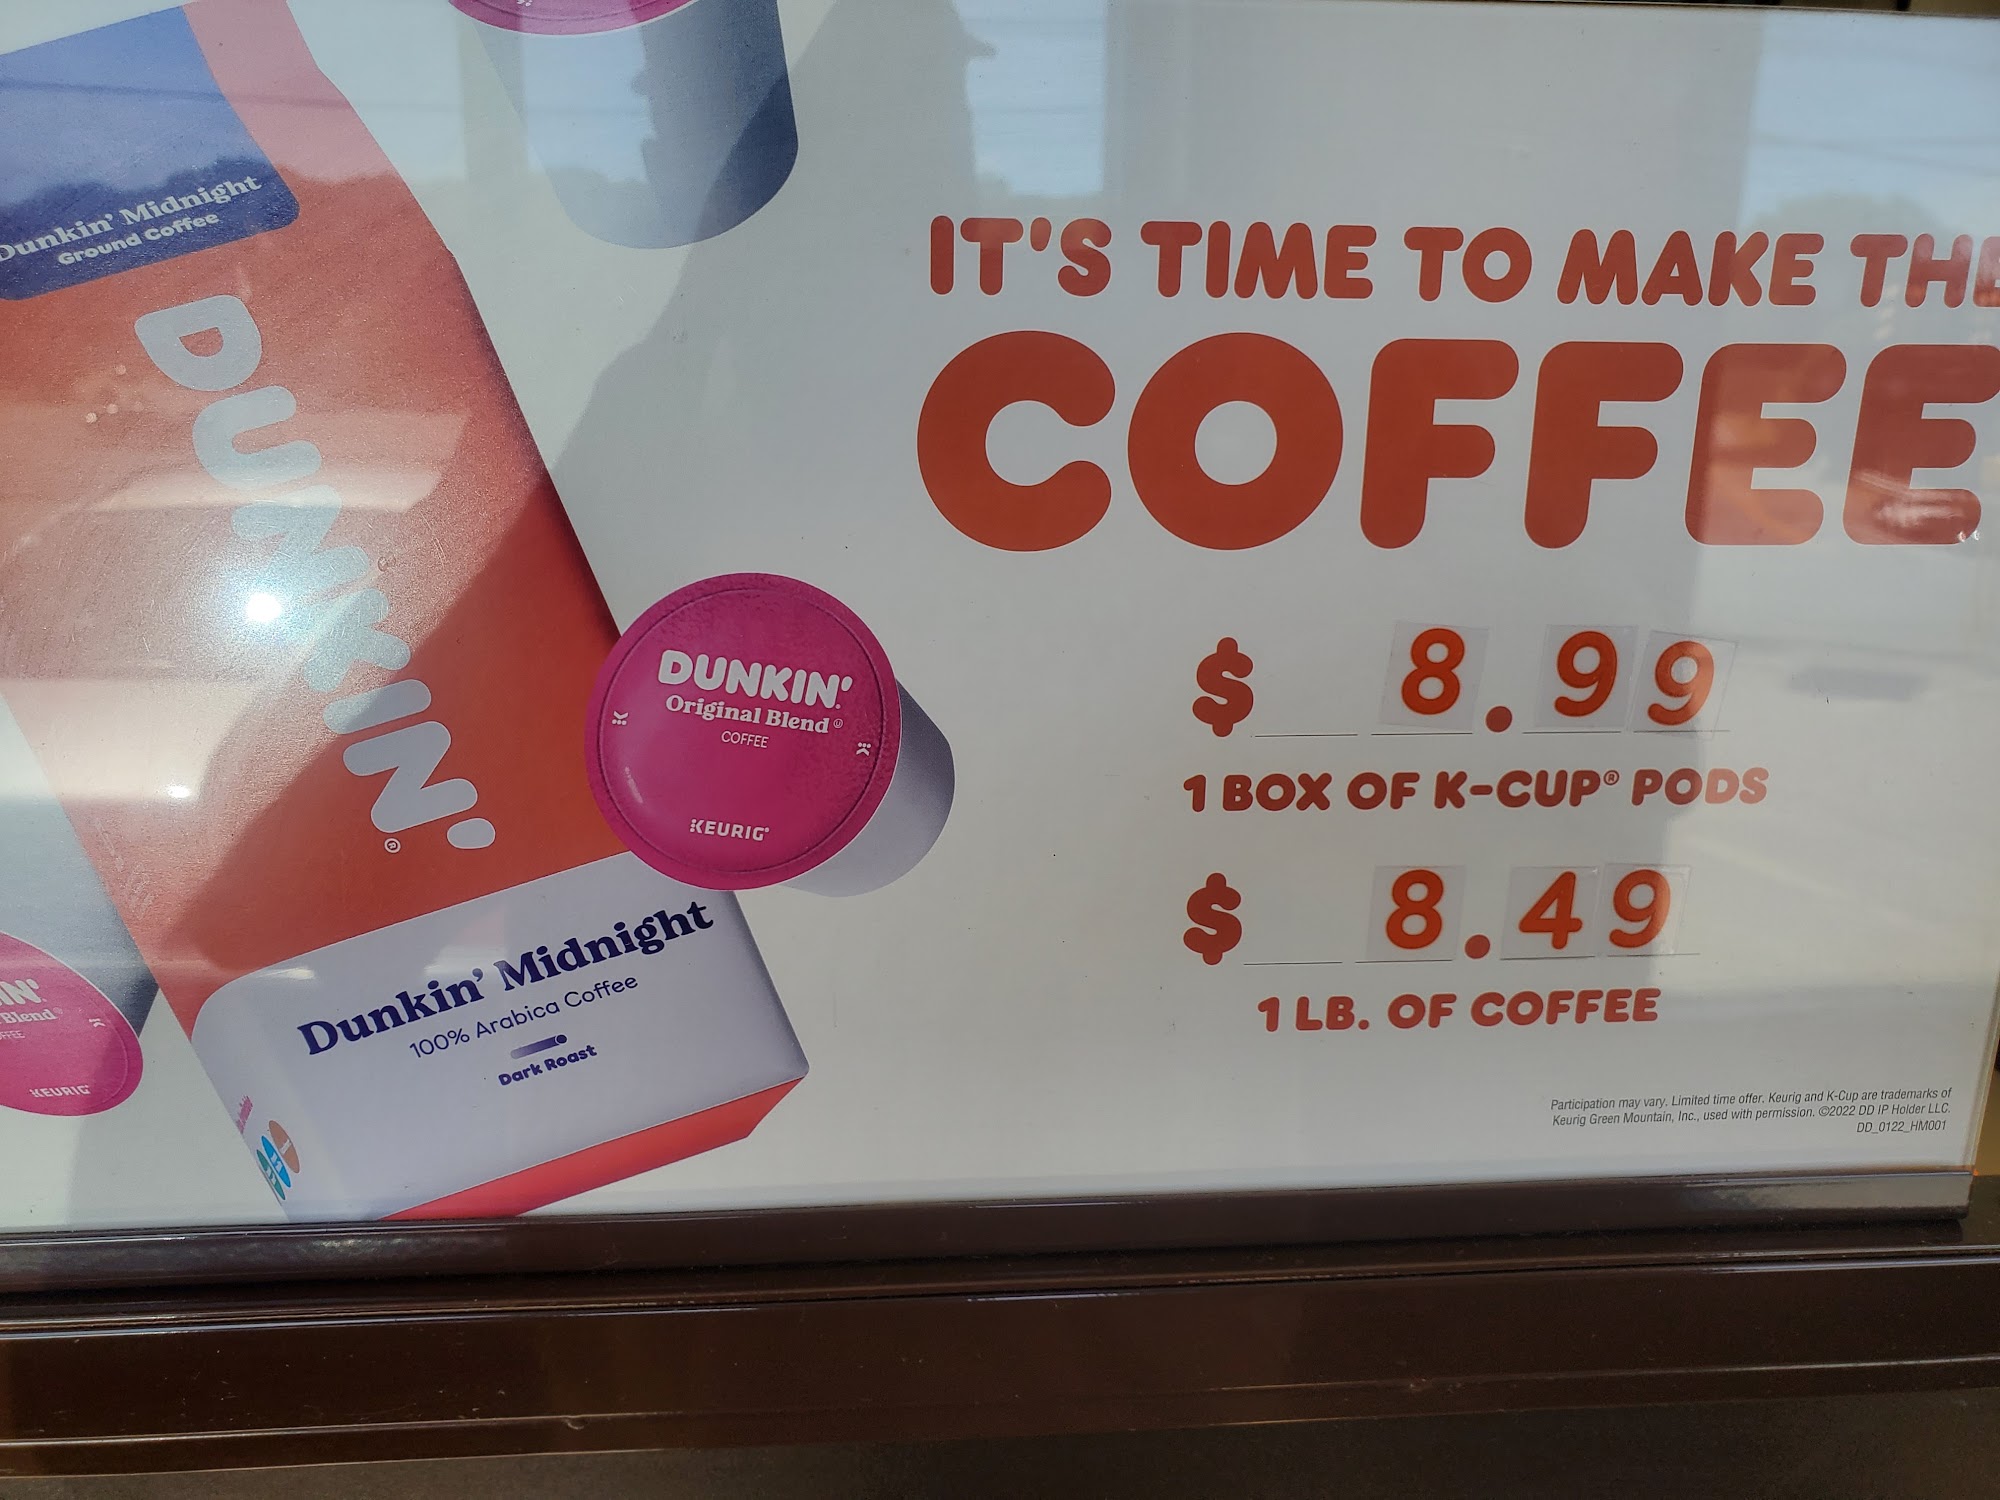 Dunkin' Midnight
Ground Coffee
DUNKIN'
®
IT'S TIME TO MAKE THE
COFFEE
DUNKIN'
Original Blend
COFFEE
KEURIG
$ 8.99
1 BOX OF K-CUP® PODS
$ 8.49
1 LB. OF COFFEE
Dunkin' Midnight
100% Arabica Coffee
Dark Roast
IN'
Blend
KEURIG
Participation may vary. Limited time offer. Keurig and K-Cup are trademarks of
Keurig Green Mountain, Inc., used with permission. ©2022 DD IP Holder LLC.
DD_0122_HM001